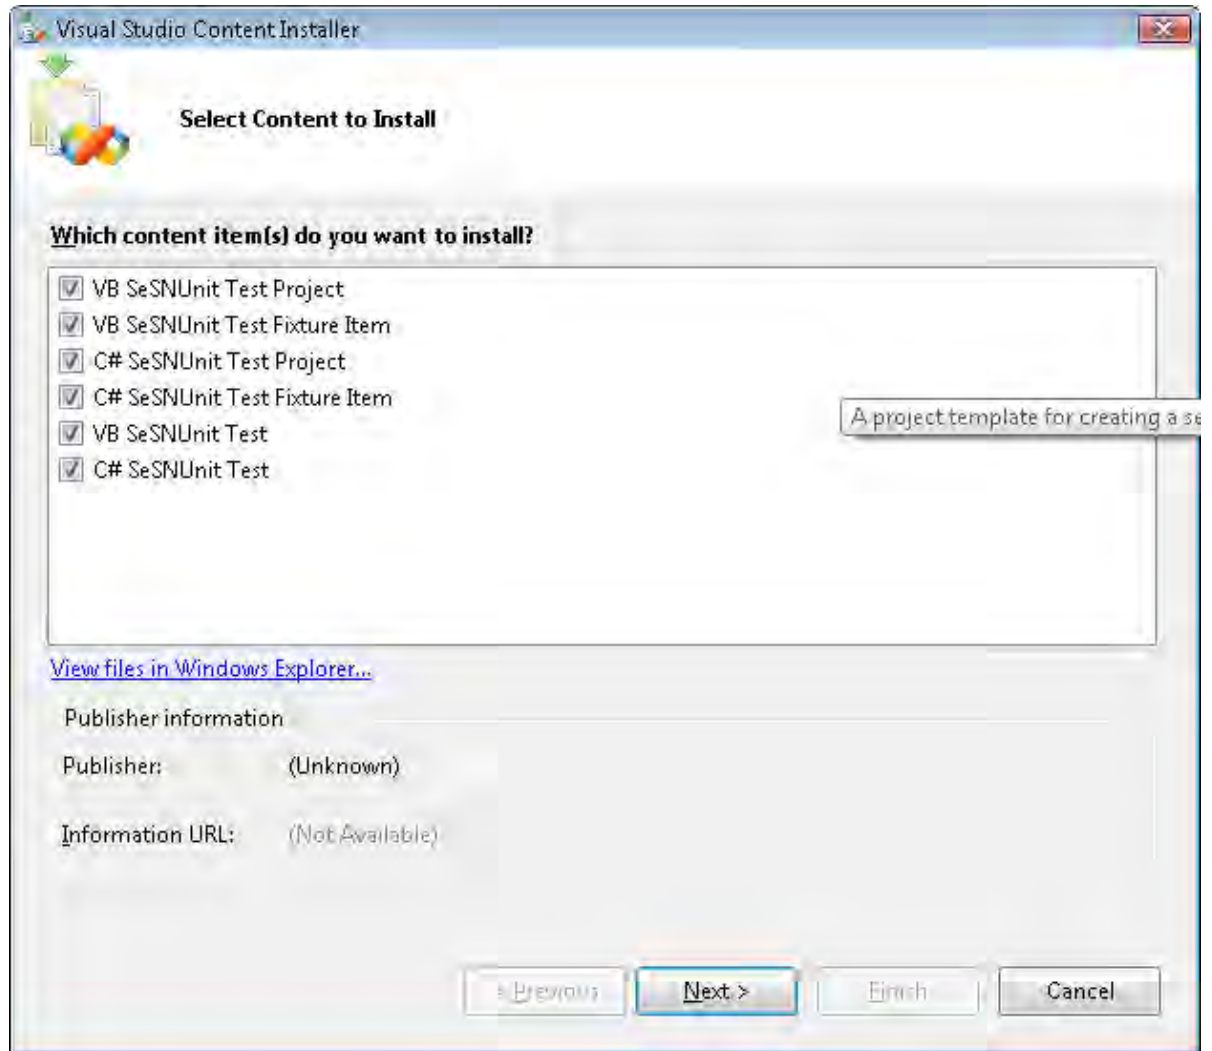 Visual Studio Content Installer
Select Content to Install
Which content item(s) do you want to install?
VB SeSNUnit Test Project
VB SeSNUnit Test Fixture Item
C# SeSNUnit Test Project
C# SeSNUnit Test Fixture Item
A project template for creating a se
VB SeSNUnit Test
C# SeSNUnit Test
View files in Windows Explorer...
Publisher information
Publisher: (Unknown)
Information URL: (Not Available)
< Previous Next > Finish Cancel